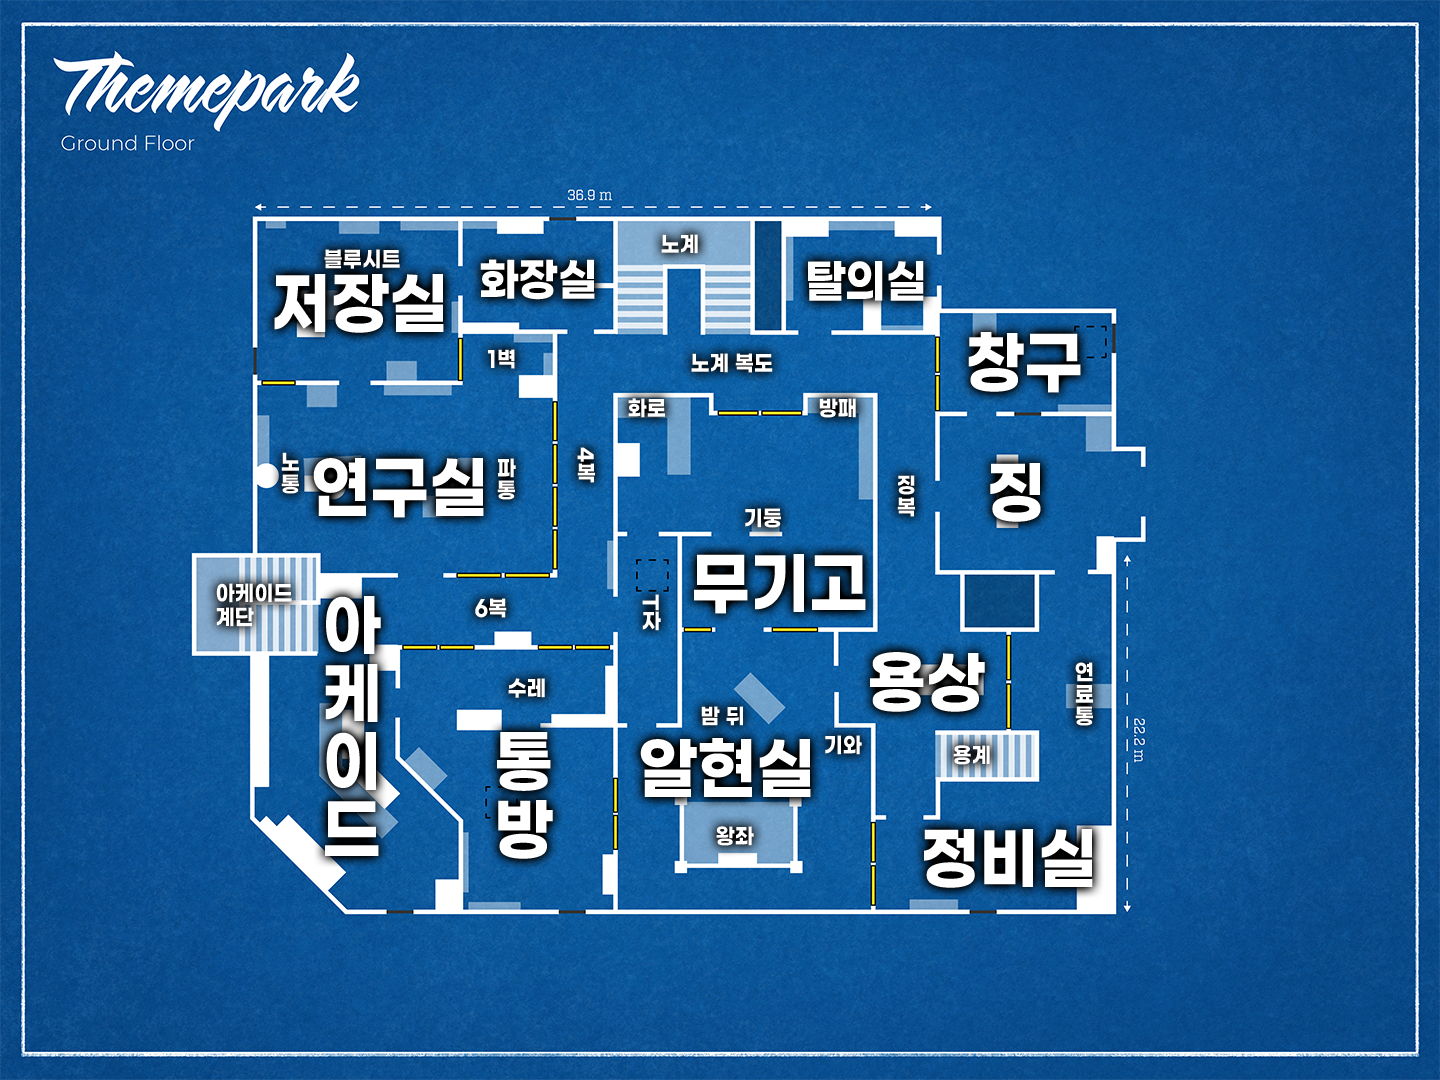 Themepark
Ground Floor
36.9 m
블루시트
저장실
화장실
노계
탈의실
1벽
노계 복도
창구
화로
방패
4복
노통
연구실
파통
징복
징
기둥
무기고
아케이드
계단
6복
T자
아케이드
수레
용상
연료통
밤 뒤
기와
알현실
통방
용계
22.2 m
왕좌
정비실